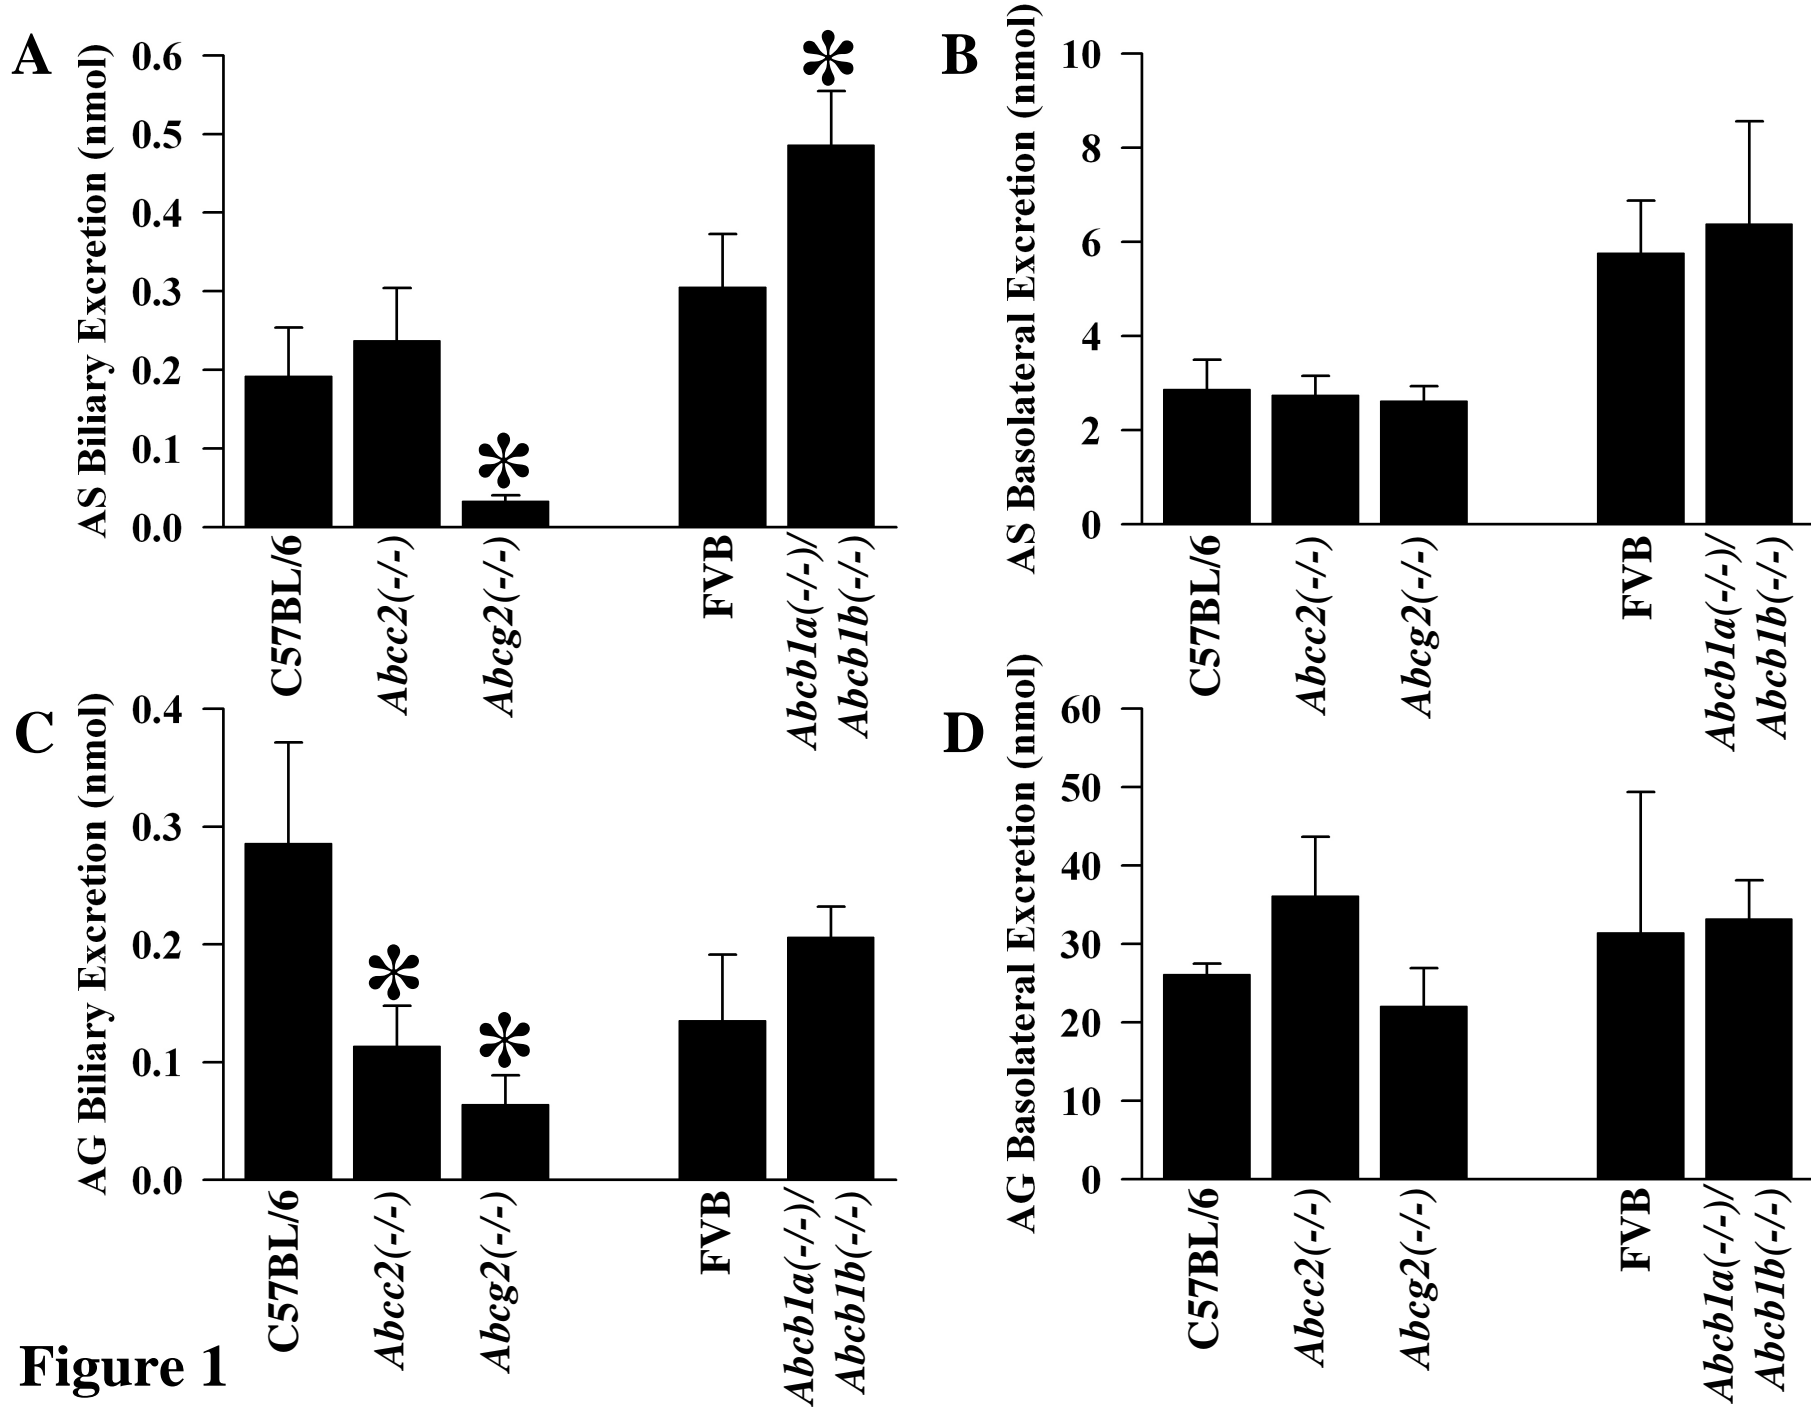 A
AS Biliary Excretion (nmol)
0.6
0.5
0.4
0.3
0.2
0.1
0.0
*
*
C57BL/6
Abcc2(-/-)
Abcg2(-/-)
FVB
Abcb1a(-/-)/
Abcb1b(-/-)
B
AS Basolateral Excretion (nmol)
10
8
6
4
2
0
C57BL/6
Abcc2(-/-)
Abcg2(-/-)
FVB
Abcb1a(-/-)/
Abcb1b(-/-)
C
AG Biliary Excretion (nmol)
0.4
0.3
0.2
0.1
0.0
*
*
C57BL/6
Abcc2(-/-)
Abcg2(-/-)
FVB
Abcb1a(-/-)/
Abcb1b(-/-)
D
AG Basolateral Excretion (nmol)
60
50
40
30
20
10
0
C57BL/6
Abcc2(-/-)
Abcg2(-/-)
FVB
Abcb1a(-/-)/
Abcb1b(-/-)
Figure 1